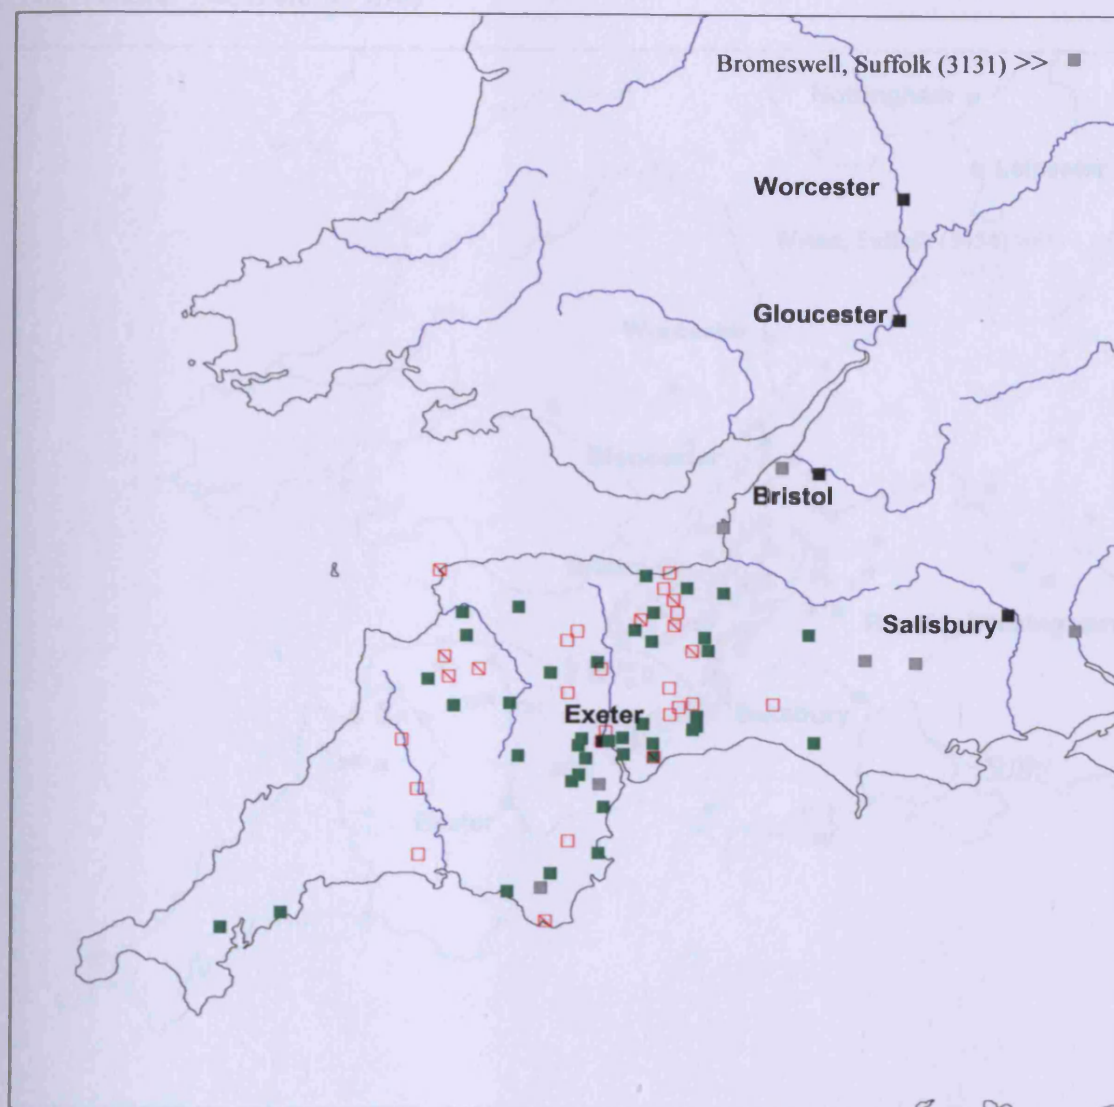 Bromeswell, Suffolk (3131) >>
Worcester
Gloucester
Bristol
Salisbury
Exeter